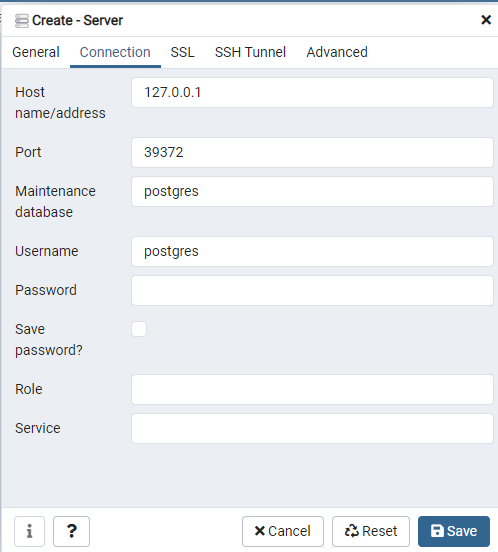 Create - Server
General Connection SSL SSH Tunnel Advanced
Host
name/address
127.0.0.1
Port
39372
Maintenance
database
postgres
Username
postgres
Password
Save
password?
Role
Service
i ? Cancel Reset Save